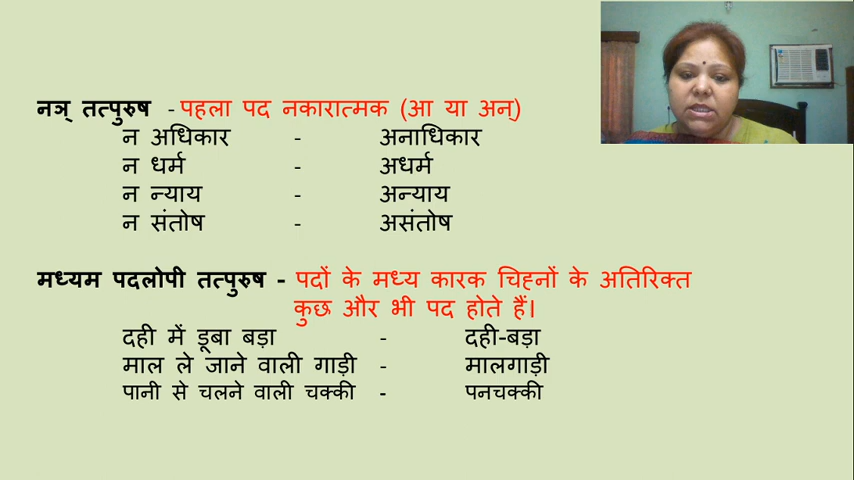 नञ् तत्पुरुष - पहला पद नकारात्मक (आ या अन्)
न अधिकार - अनाधिकार
न धर्म - अधर्म
न न्याय - अन्याय
न संतोष - असंतोष
मध्यम पदलोपी तत्पुरुष - पदों के मध्य कारक चिह्नों के अतिरिक्त
कुछ और भी पद होते हैं।
दही में डूबा बड़ा - दही-बड़ा
माल ले जाने वाली गाड़ी - मालगाड़ी
पानी से चलने वाली चक्की - पनचक्की